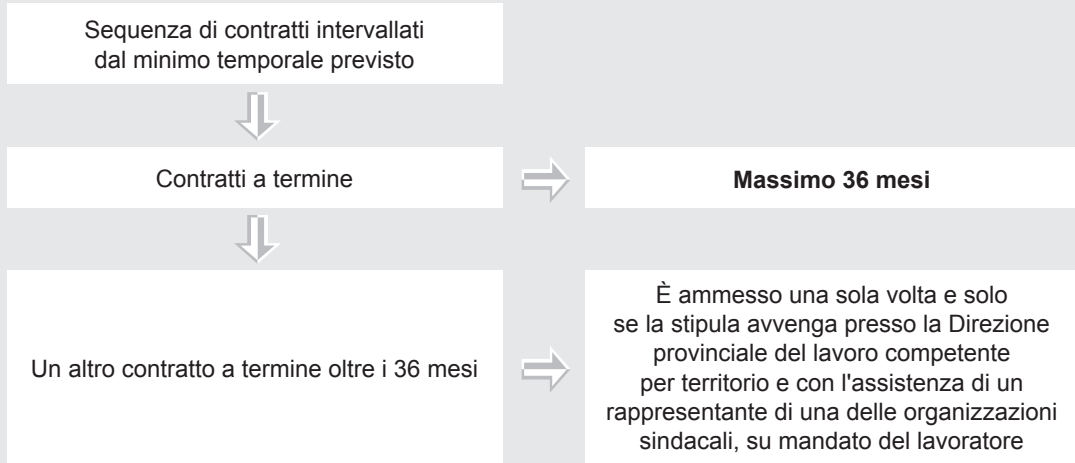 Sequenza di contratti intervallati
dal minimo temporale previsto
Contratti a termine
Massimo 36 mesi
Un altro contratto a termine oltre i 36 mesi
È ammesso una sola volta e solo
se la stipula avvenga presso la Direzione
provinciale del lavoro competente
per territorio e con l'assistenza di un
rappresentante di una delle organizzazioni
sindacali, su mandato del lavoratore